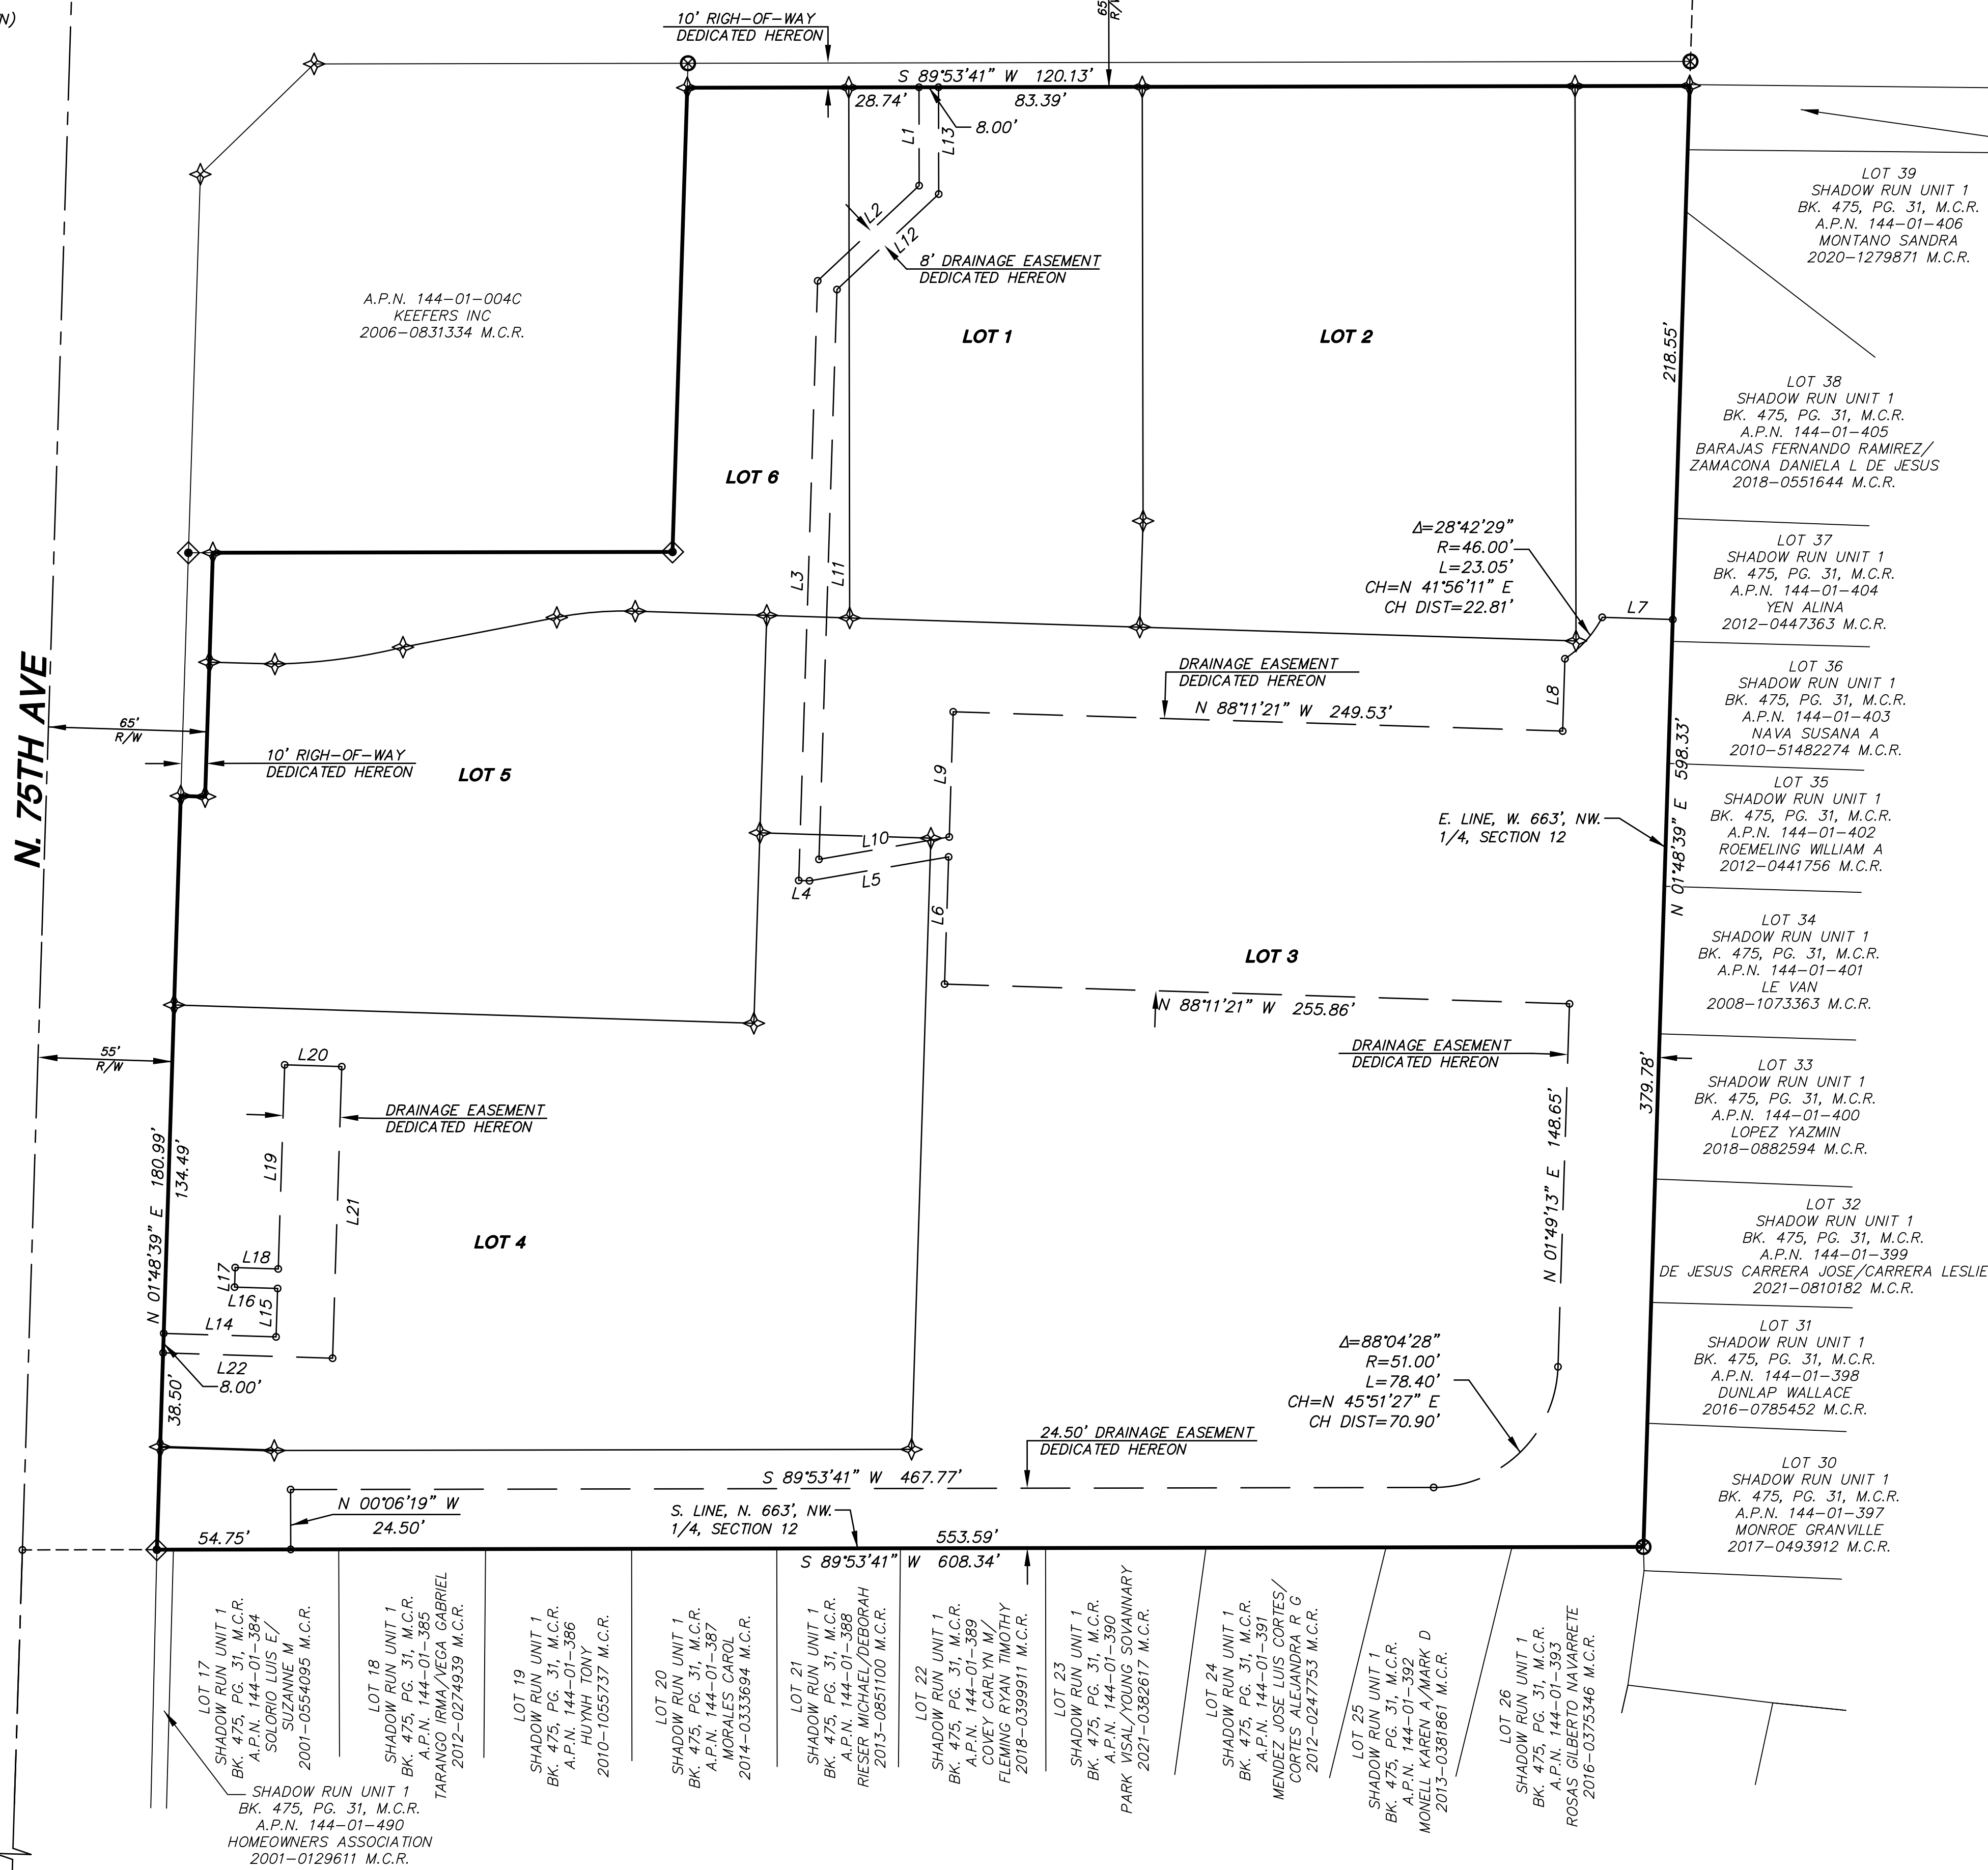 N)
10' RIGH-OF-WAY
DEDICATED HEREON
65'
R/W
S 89°53'41" W 120.13'
28.74'
83.39'
8.00'
L1
L13
L2
L12
8' DRAINAGE EASEMENT
DEDICATED HEREON
A.P.N. 144-01-004C
KEEFERS INC
2006-0831334 M.C.R.
LOT 1
LOT 2
LOT 6
218.55'
LOT 39
SHADOW RUN UNIT 1
BK. 475, PG. 31, M.C.R.
A.P.N. 144-01-406
MONTANO SANDRA
2020-1279871 M.C.R.
LOT 38
SHADOW RUN UNIT 1
BK. 475, PG. 31, M.C.R.
A.P.N. 144-01-405
BARAJAS FERNANDO RAMIREZ/
ZAMACONA DANIELA L DE JESUS
2018-0551644 M.C.R.
Δ=28°42'29"
R=46.00'
L=23.05'
CH=N 41°56'11" E
CH DIST=22.81'
L7
L8
L3
L11
LOT 37
SHADOW RUN UNIT 1
BK. 475, PG. 31, M.C.R.
A.P.N. 144-01-404
YEN ALINA
2012-0447363 M.C.R.
DRAINAGE EASEMENT
DEDICATED HEREON
N 88°11'21" W 249.53'
LOT 36
SHADOW RUN UNIT 1
BK. 475, PG. 31, M.C.R.
A.P.N. 144-01-403
NAVA SUSANA A
2010-51482274 M.C.R.
N. 75TH AVE
65'
R/W
10' RIGH-OF-WAY
DEDICATED HEREON
LOT 5
L9
L10
L5
L4
L6
E. LINE, W. 663', NW.
1/4, SECTION 12
N 01°48'39" E 598.33'
LOT 35
SHADOW RUN UNIT 1
BK. 475, PG. 31, M.C.R.
A.P.N. 144-01-402
ROEMELING WILLIAM A
2012-0441756 M.C.R.
LOT 34
SHADOW RUN UNIT 1
BK. 475, PG. 31, M.C.R.
A.P.N. 144-01-401
LE VAN
2008-1073363 M.C.R.
LOT 3
N 88°11'21" W 255.86'
DRAINAGE EASEMENT
DEDICATED HEREON
379.78'
N 01°49'13" E 148.65'
LOT 33
SHADOW RUN UNIT 1
BK. 475, PG. 31, M.C.R.
A.P.N. 144-01-400
LOPEZ YAZMIN
2018-0882594 M.C.R.
55'
R/W
L20
DRAINAGE EASEMENT
DEDICATED HEREON
L19
L21
N 01°48'39" E 180.99'
134.49'
LOT 4
L18
L17
L16
L15
L14
L22
8.00'
38.50'
LOT 32
SHADOW RUN UNIT 1
BK. 475, PG. 31, M.C.R.
A.P.N. 144-01-399
DE JESUS CARRERA JOSE/CARRERA LESLIE
2021-0810182 M.C.R.
LOT 31
SHADOW RUN UNIT 1
BK. 475, PG. 31, M.C.R.
A.P.N. 144-01-398
DUNLAP WALLACE
2016-0785452 M.C.R.
Δ=88°04'28"
R=51.00'
L=78.40'
CH=N 45°51'27" E
CH DIST=70.90'
24.50' DRAINAGE EASEMENT
DEDICATED HEREON
S 89°53'41" W 467.77'
LOT 30
SHADOW RUN UNIT 1
BK. 475, PG. 31, M.C.R.
A.P.N. 144-01-397
MONROE GRANVILLE
2017-0493912 M.C.R.
N 00°06'19" W
24.50'
S. LINE, N. 663', NW.
1/4, SECTION 12
54.75'
553.59'
S 89°53'41" W 608.34'
LOT 17
SHADOW RUN UNIT 1
BK. 475, PG. 31, M.C.R.
A.P.N. 144-01-384
SOLORIO LUIS E/
SUZANNE M
2001-0554095 M.C.R.
LOT 18
SHADOW RUN UNIT 1
BK. 475, PG. 31, M.C.R.
A.P.N. 144-01-385
TARANGO IRMA/VEGA GABRIEL
2012-0274939 M.C.R.
LOT 19
SHADOW RUN UNIT 1
BK. 475, PG. 31, M.C.R.
A.P.N. 144-01-386
HUYNH TONY
2010-1055737 M.C.R.
LOT 20
SHADOW RUN UNIT 1
BK. 475, PG. 31, M.C.R.
A.P.N. 144-01-387
MORALES CAROL
2014-0333694 M.C.R.
LOT 21
SHADOW RUN UNIT 1
BK. 475, PG. 31, M.C.R.
A.P.N. 144-01-388
RIESER MICHAEL/DEBORAH
2013-0851100 M.C.R.
LOT 22
SHADOW RUN UNIT 1
BK. 475, PG. 31, M.C.R.
A.P.N. 144-01-389
COVEY CARLYN M/
FLEMING RYAN TIMOTHY
2018-0399911 M.C.R.
LOT 23
SHADOW RUN UNIT 1
BK. 475, PG. 31, M.C.R.
A.P.N. 144-01-390
PARK VISAL/YOUNG SOVANNARY
2021-0382617 M.C.R.
LOT 24
SHADOW RUN UNIT 1
BK. 475, PG. 31, M.C.R.
A.P.N. 144-01-391
MENDEZ JOSE LUIS CORTES/
CORTES ALEJANDRA R G
2012-0247753 M.C.R.
LOT 25
SHADOW RUN UNIT 1
BK. 475, PG. 31, M.C.R.
A.P.N. 144-01-392
MONELL KAREN A/MARK D
2013-0381861 M.C.R.
LOT 26
SHADOW RUN UNIT 1
BK. 475, PG. 31, M.C.R.
A.P.N. 144-01-393
ROSAS GILBERTO NAVARRETE
2016-0375346 M.C.R.
SHADOW RUN UNIT 1
BK. 475, PG. 31, M.C.R.
A.P.N. 144-01-490
HOMEOWNERS ASSOCIATION
2001-0129611 M.C.R.